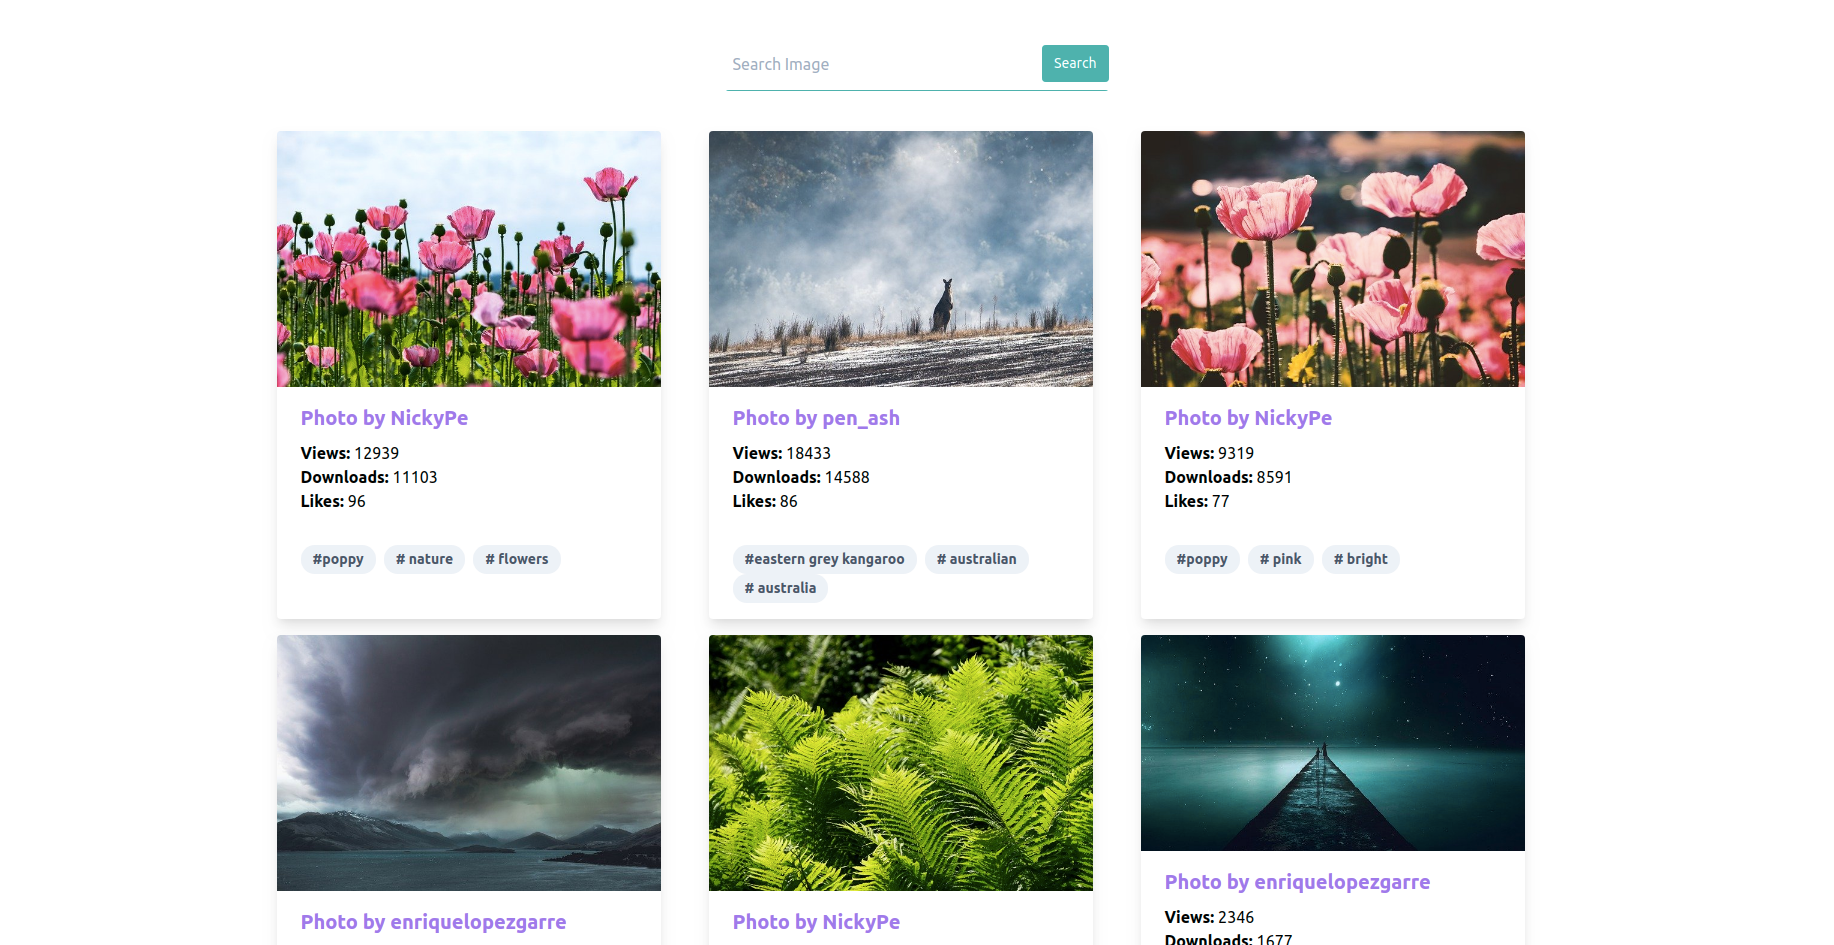 Search Image
Search
Photo by NickyPe
Views: 12939
Downloads: 11103
Likes: 96
#poppy # nature # flowers
Photo by pen_ash
Views: 18433
Downloads: 14588
Likes: 86
#eastern grey kangaroo # australian
# australia
Photo by NickyPe
Views: 9319
Downloads: 8591
Likes: 77
#poppy # pink # bright
Photo by enriquelopezgarre
Photo by NickyPe
Photo by enriquelopezgarre
Views: 2346
Downloads: 1677